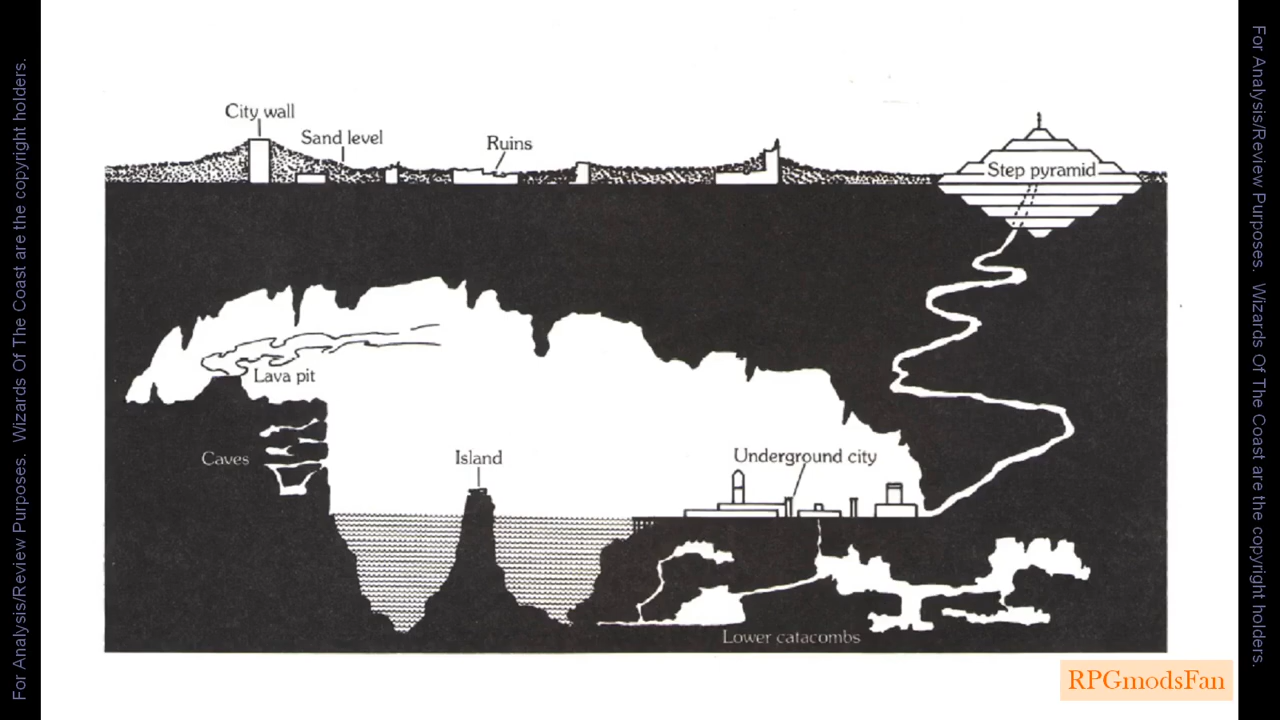 For Analysis/Review Purposes.  Wizards Of The Coast are the copyright holders.
City wall
Sand level
Ruins
Step pyramid
Lava pit
Caves
Island
Underground city
Lower catacombs
For Analysis/Review Purposes.  Wizards Of The Coast are the copyright holders.
RPGmodsFan